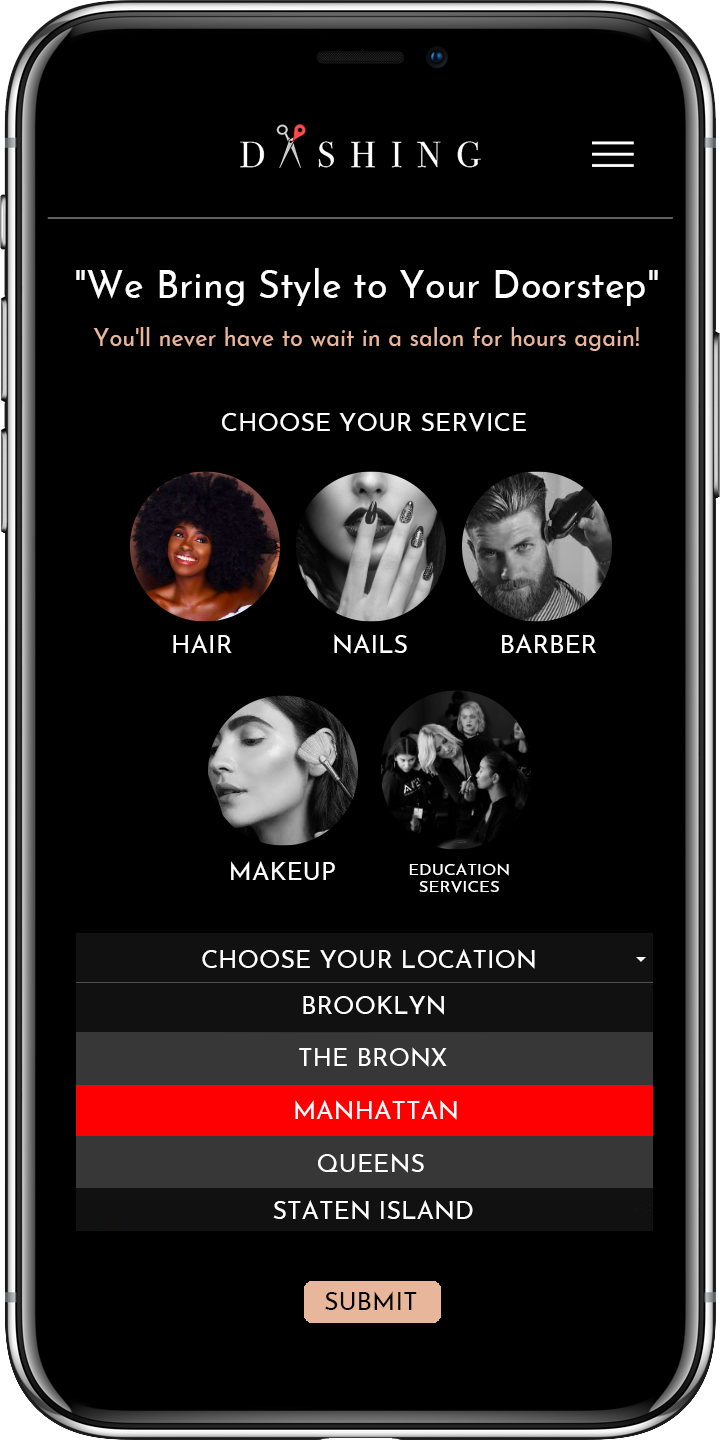 DASHING
"We Bring Style to Your Doorstep"
You'll never have to wait in a salon for hours again!
CHOOSE YOUR SERVICE
HAIR NAILS BARBER
MAKEUP EDUCATION
SERVICES
CHOOSE YOUR LOCATION
BROOKLYN
THE BRONX
MANHATTAN
QUEENS
STATEN ISLAND
SUBMIT